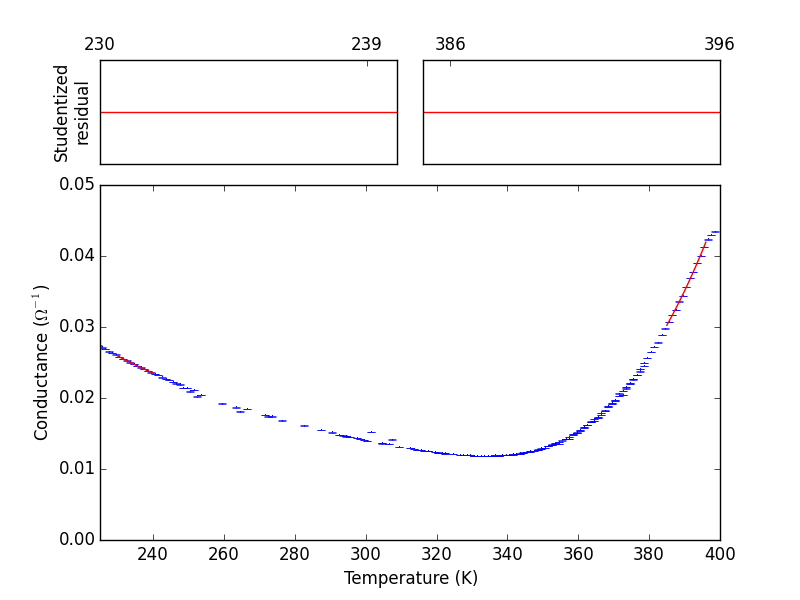 230 239 386 396
Studentized
residual
0.05
0.04
0.03
0.02
0.01
0.00
Conductance (Ω⁻¹)
240 260 280 300 320 340 360 380 400
Temperature (K)